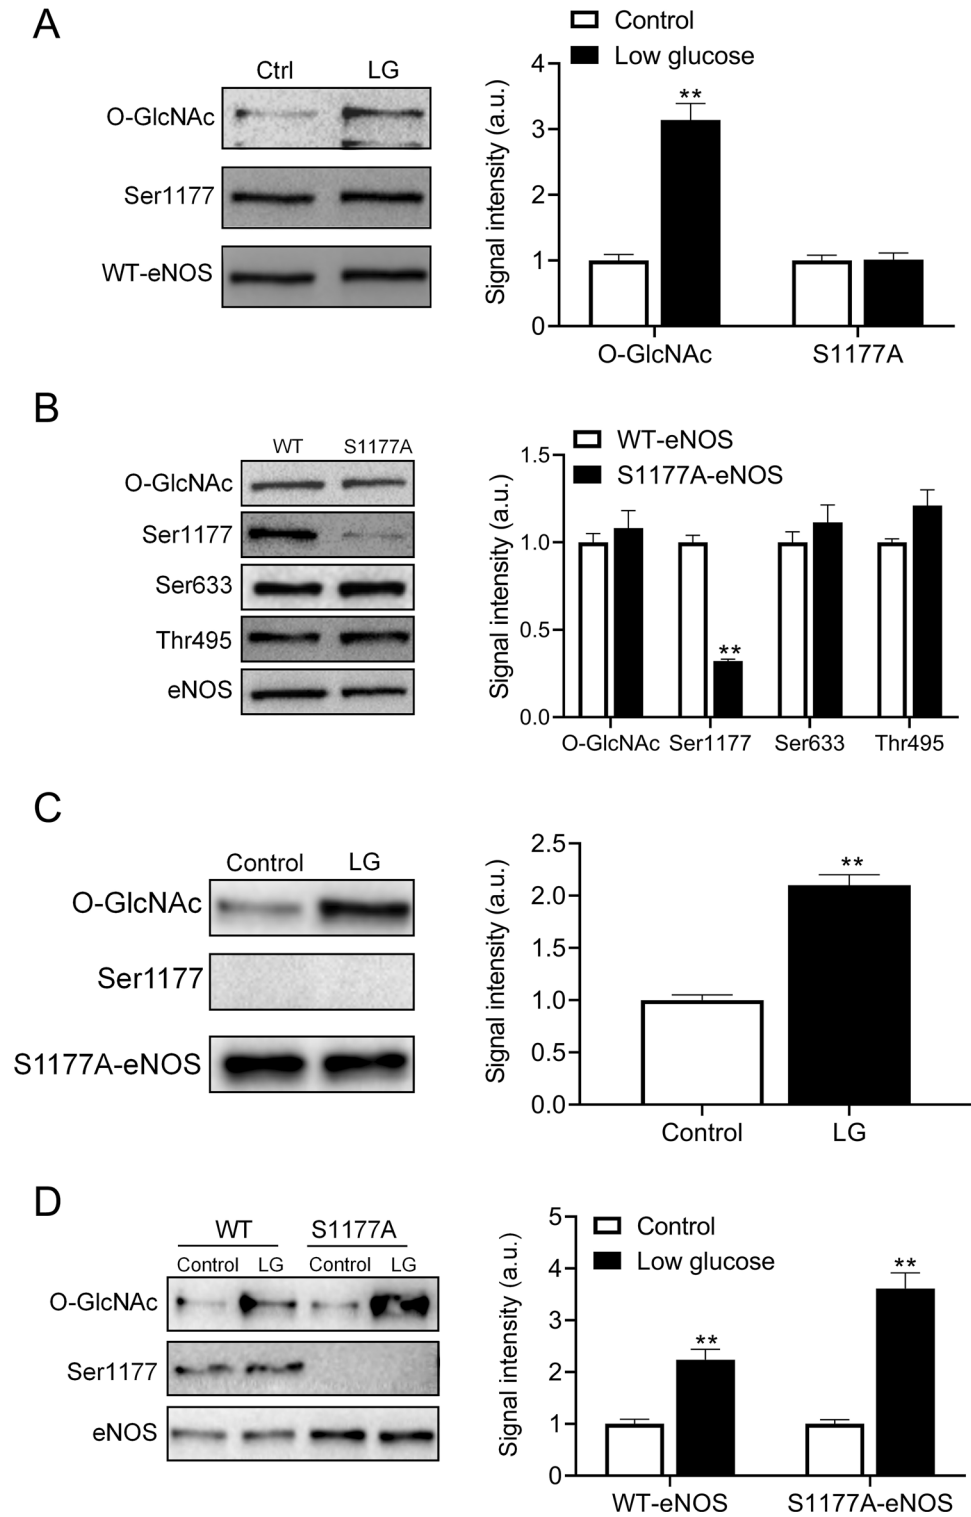 A
Ctrl LG
O-GlcNAc
Ser1177
WT-eNOS
Control
Low glucose
Signal intensity (a.u.)
4
3
2
1
0
O-GlcNAc S1177A
B
WT S1177A
O-GlcNAc
Ser1177
Ser633
Thr495
eNOS
WT-eNOS
S1177A-eNOS
Signal intensity (a.u.)
1.5
1.0
0.5
0.0
**
**
O-GlcNAc Ser1177 Ser633 Thr495
C
Control LG
O-GlcNAc
Ser1177
S1177A-eNOS
Signal intensity (a.u.)
2.5
2.0
1.5
1.0
0.5
0.0
**
Control LG
D
WT S1177A
Control LG Control LG
O-GlcNAc
Ser1177
eNOS
Control
Low glucose
Signal intensity (a.u.)
5
4
3
2
1
0
**
**
WT-eNOS S1177A-eNOS